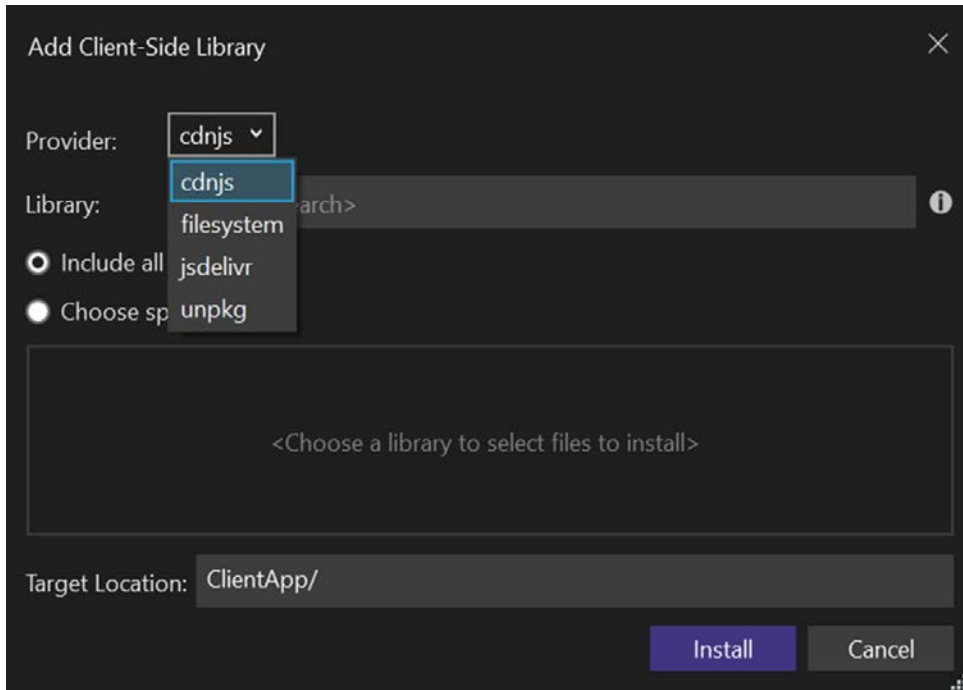 Add Client-Side Library
Provider: cdnjs
cdnjs
Library: earch>
filesystem
Include all
jsdelivr
Choose sp
unpkg
<Choose a library to select files to install>
Target Location: ClientApp/
Install Cancel